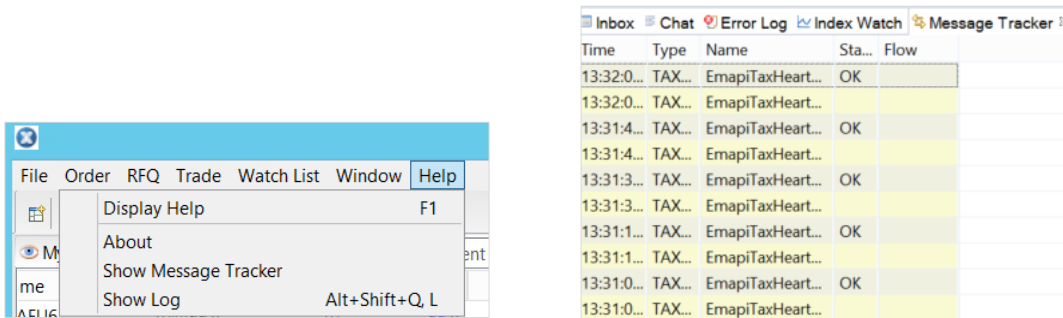 File Order RFQ Trade Watch List Window Help
Display Help F1
About
Show Message Tracker
Show Log Alt+Shift+Q, L
me
Inbox Chat Error Log Index Watch Message Tracker
Time Type Name Sta... Flow
13:32:0... TAX... EmapiTaxHeart... OK
13:32:0... TAX... EmapiTaxHeart...
13:31:4... TAX... EmapiTaxHeart... OK
13:31:4... TAX... EmapiTaxHeart...
13:31:3... TAX... EmapiTaxHeart... OK
13:31:3... TAX... EmapiTaxHeart...
13:31:1... TAX... EmapiTaxHeart... OK
13:31:1... TAX... EmapiTaxHeart...
13:31:0... TAX... EmapiTaxHeart... OK
13:31:0... TAX... EmapiTaxHeart...